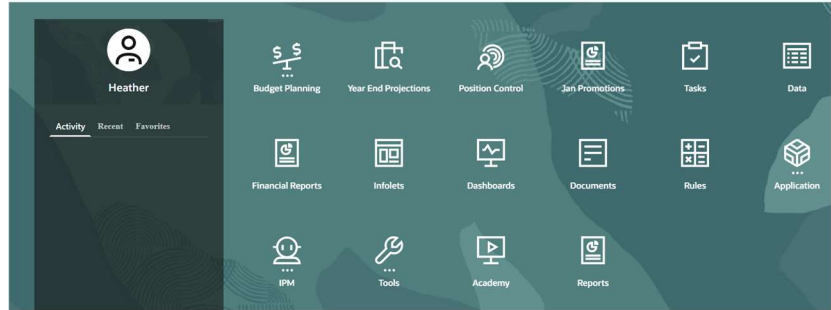 Heather
Activity Recent Favorites
Budget Planning Year End Projections Position Control Jan Promotions Tasks Data
Financial Reports Infolets Dashboards Documents Rules Application
IPM Tools Academy Reports